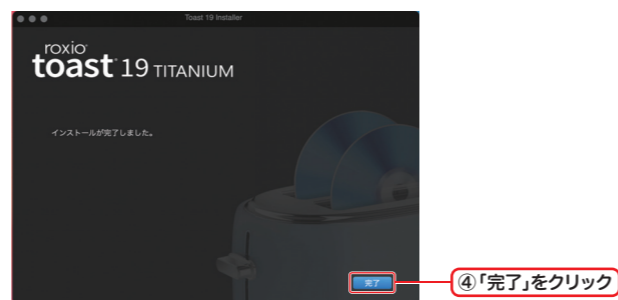 Toast 19 Installer
roxio
toast 19 TITANIUM
インストールが完了しました。
完了
④「完了」をクリック